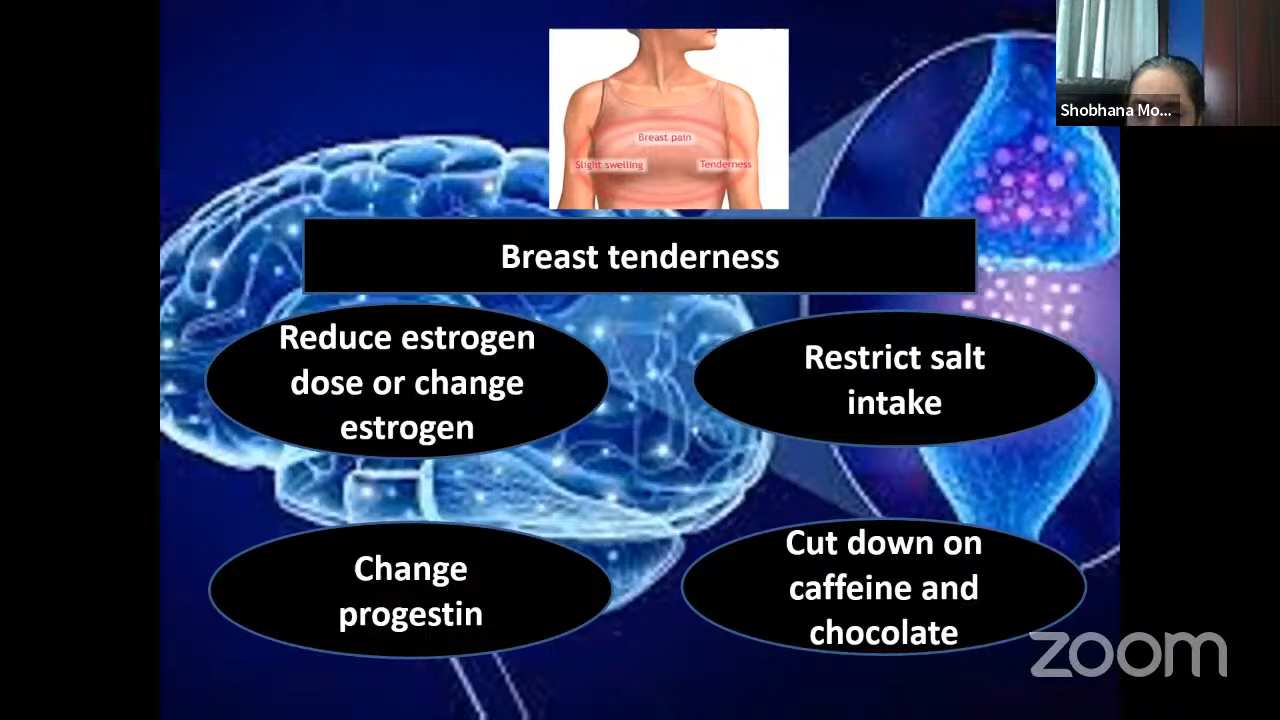 Shobhana Mo...
Breast pain
Slight swelling
Tenderness
Breast tenderness
Reduce estrogen
dose or change
estrogen
Restrict salt
intake
Change
progestin
Cut down on
caffeine and
chocolate
zoom